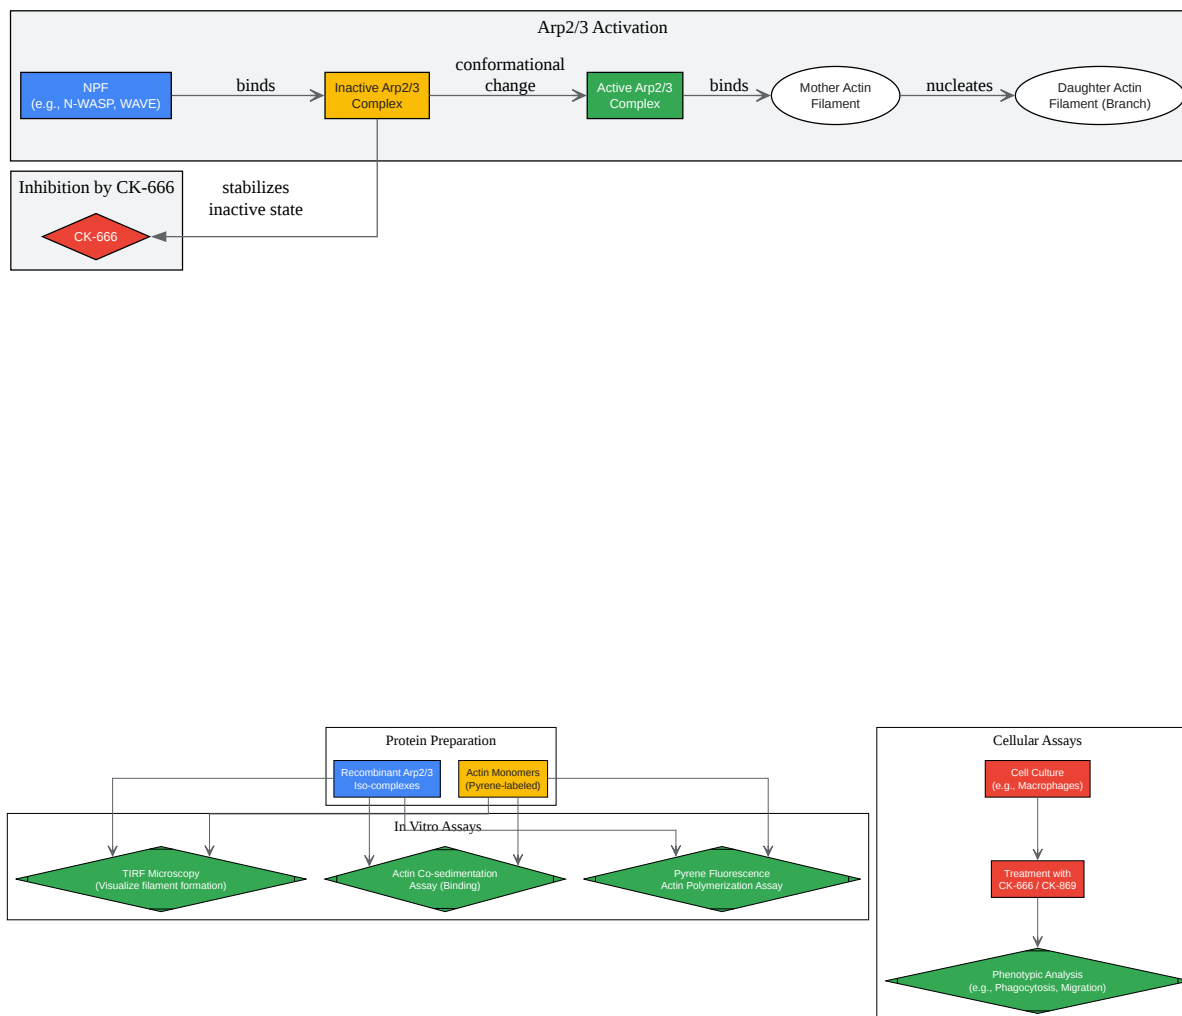 Arp2/3 Activation
NPF
(e.g., N-WASP, WAVE)
binds
Inactive Arp2/3
Complex
conformational
change
Active Arp2/3
Complex
binds
Mother Actin
Filament
nucleates
Daughter Actin
Filament (Branch)
Inhibition by CK-666
CK-666
stabilizes
inactive state
Protein Preparation
Recombinant Arp2/3
Iso-complexes
Actin Monomers
(Pyrene-labeled)
In Vitro Assays
TIRF Microscopy
(Visualize filament formation)
Actin Co-sedimentation
Assay (Binding)
Pyrene Fluorescence
Actin Polymerization Assay
Cellular Assays
Cell Culture
(e.g., Macrophages)
Treatment with
CK-666 / CK-869
Phenotypic Analysis
(e.g., Phagocytosis, Migration)